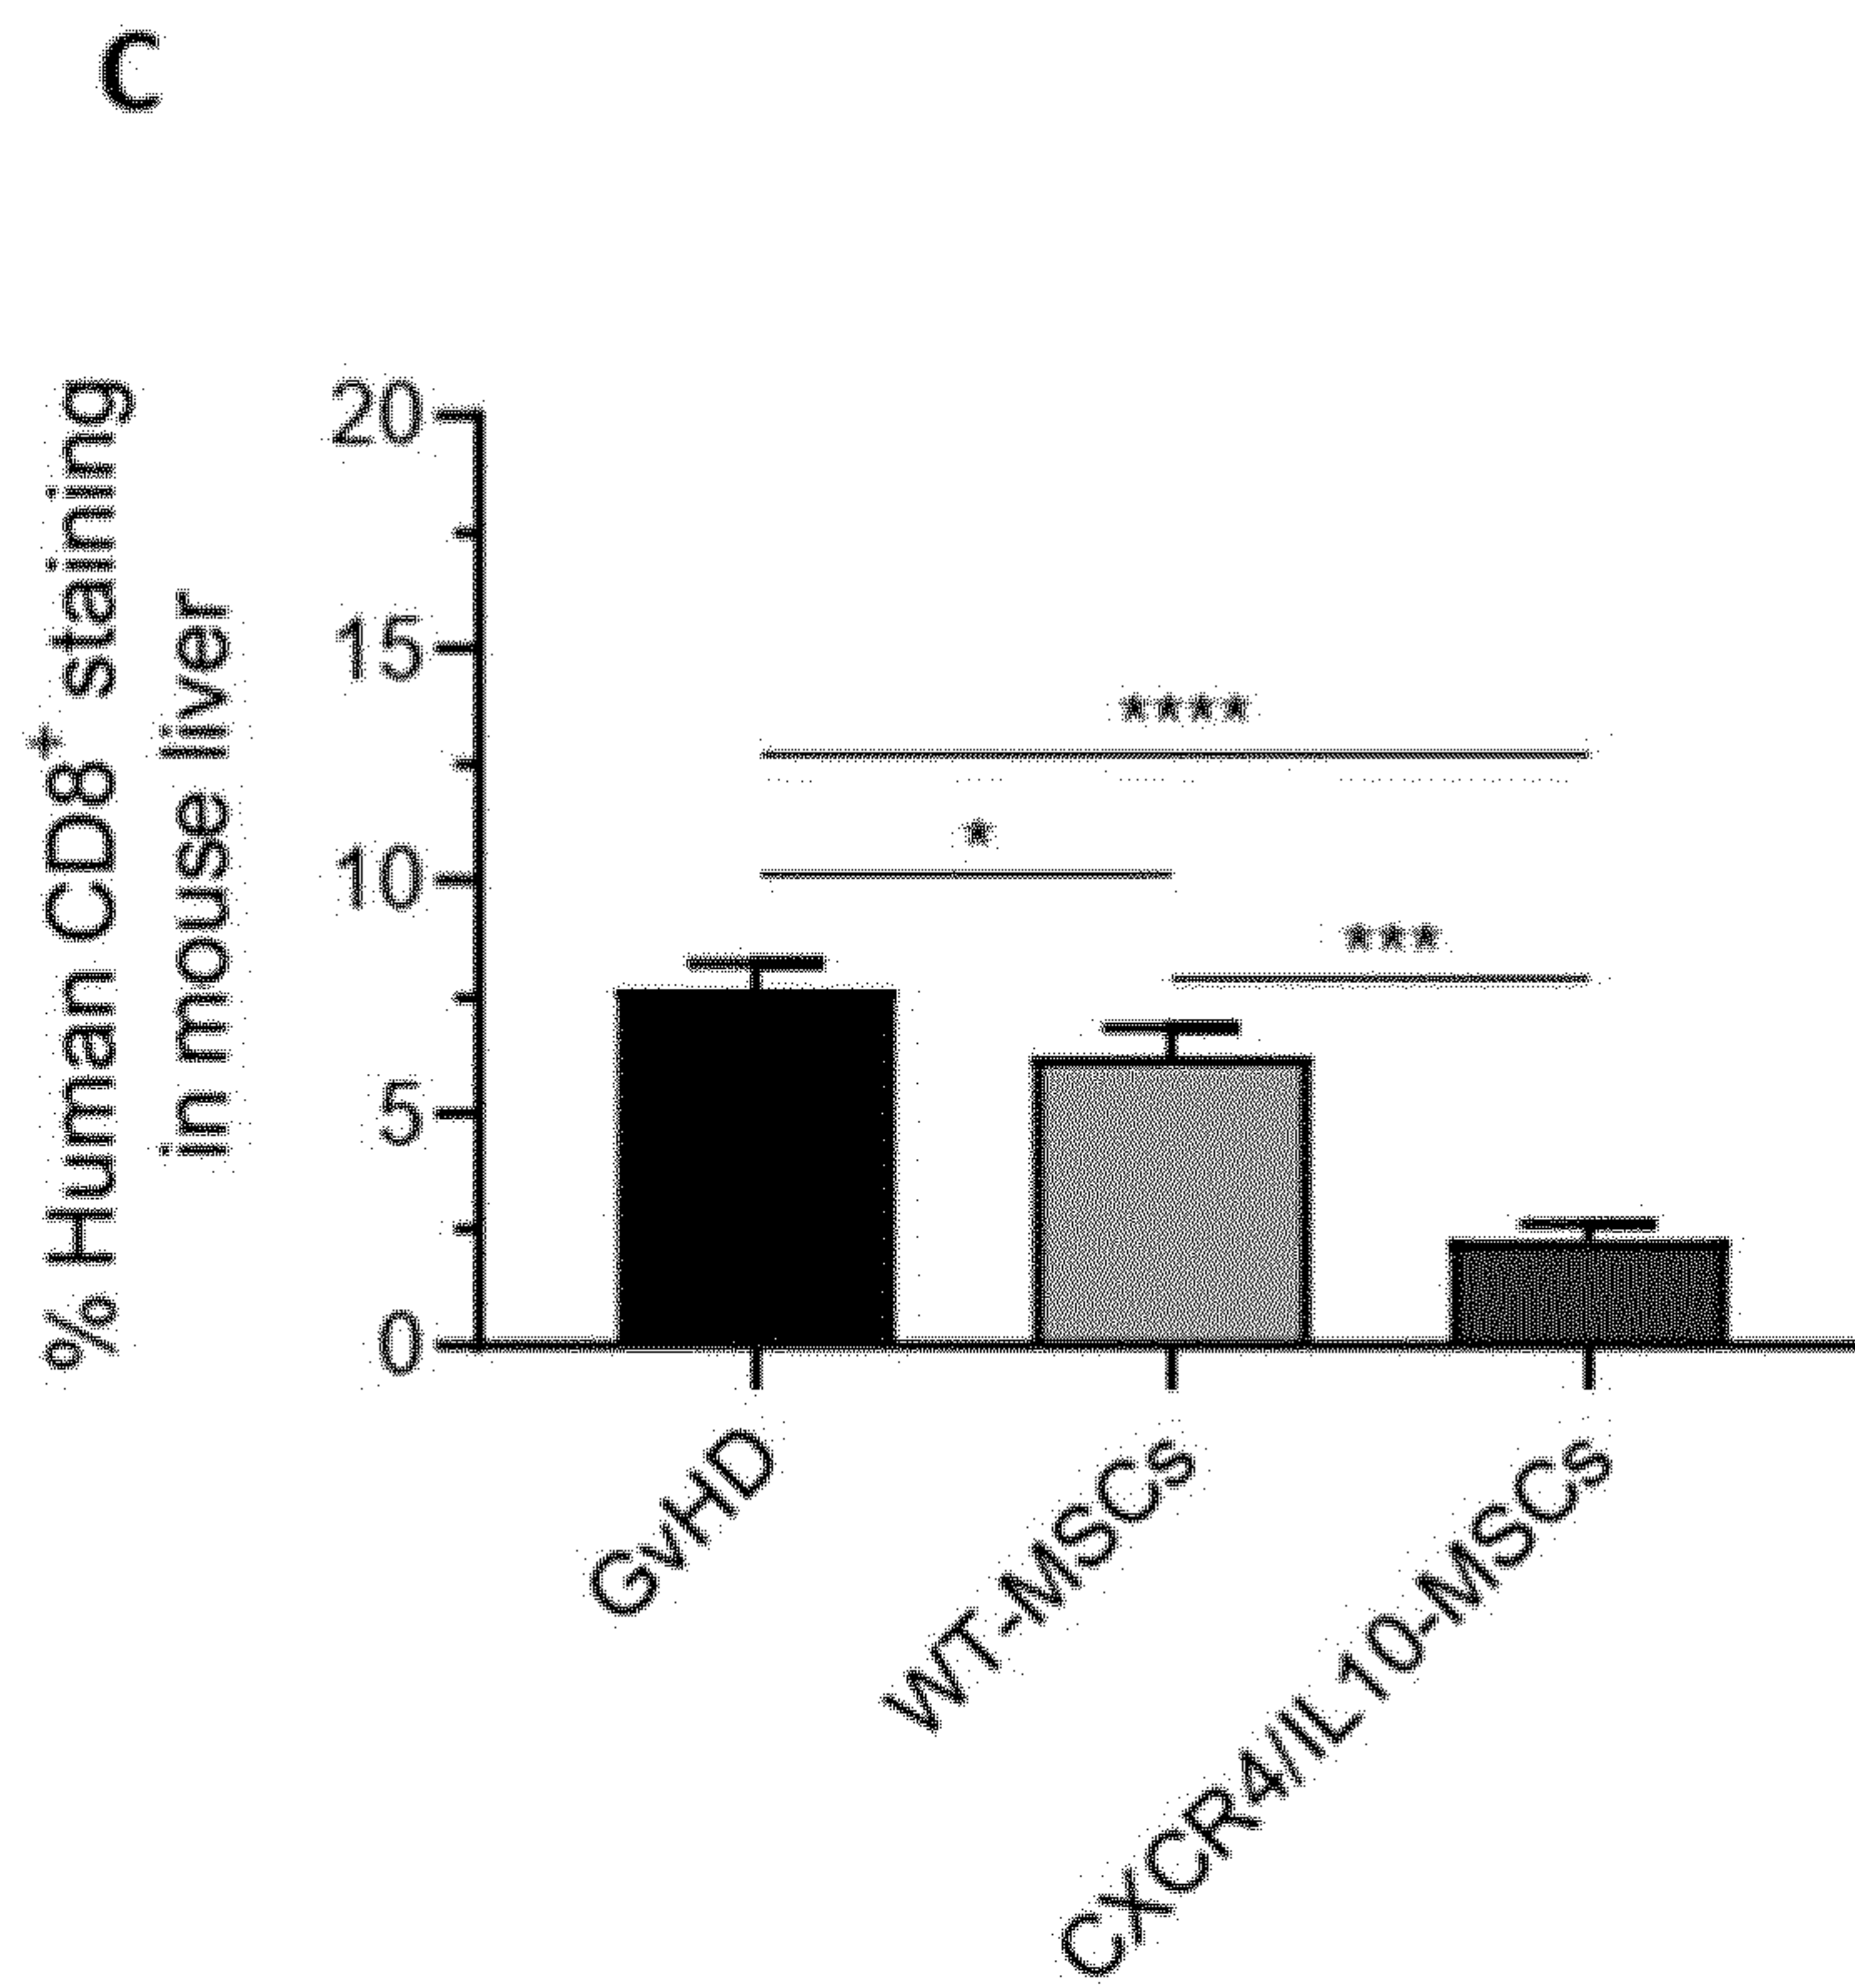 C
% Human CD8⁺ staining
in mouse liver
20
15
10
5
0
****
*
***
GvHD
WT-MSCs
CXCR4/IL10-MSCs